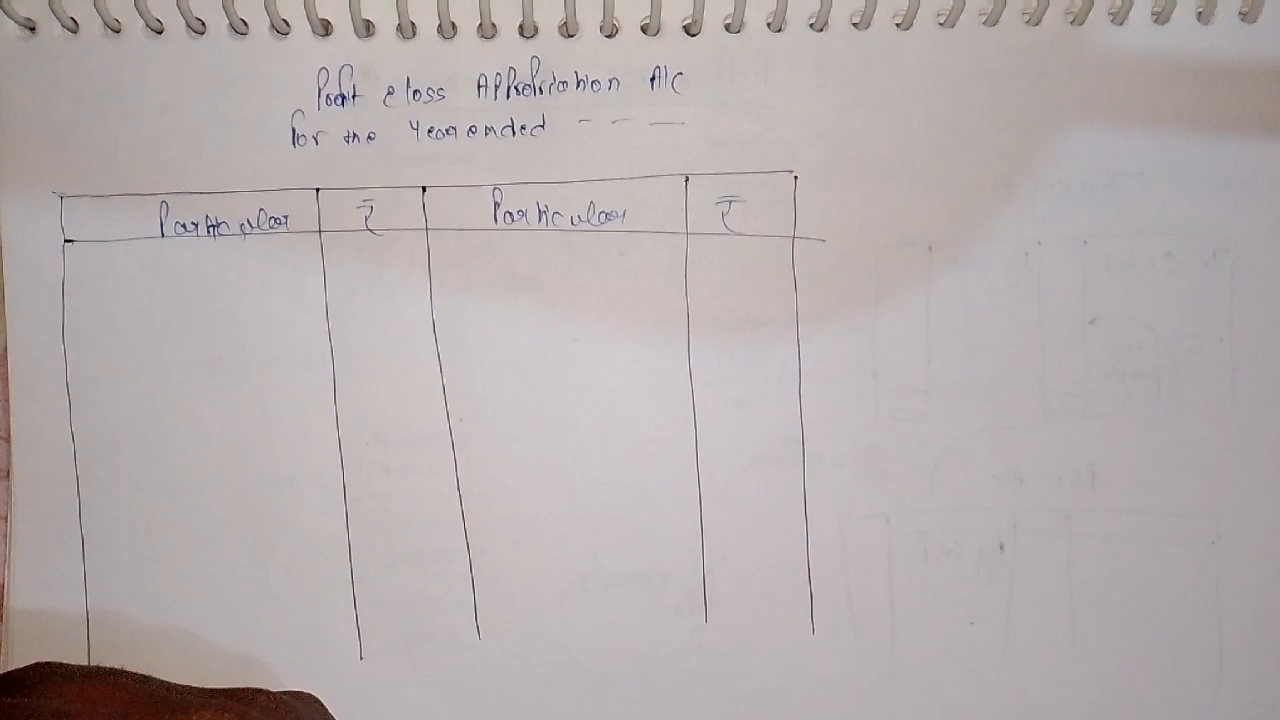 Profit & loss Appropriation A/c
for the Year ended - - -
Particular ₹ Particular ₹